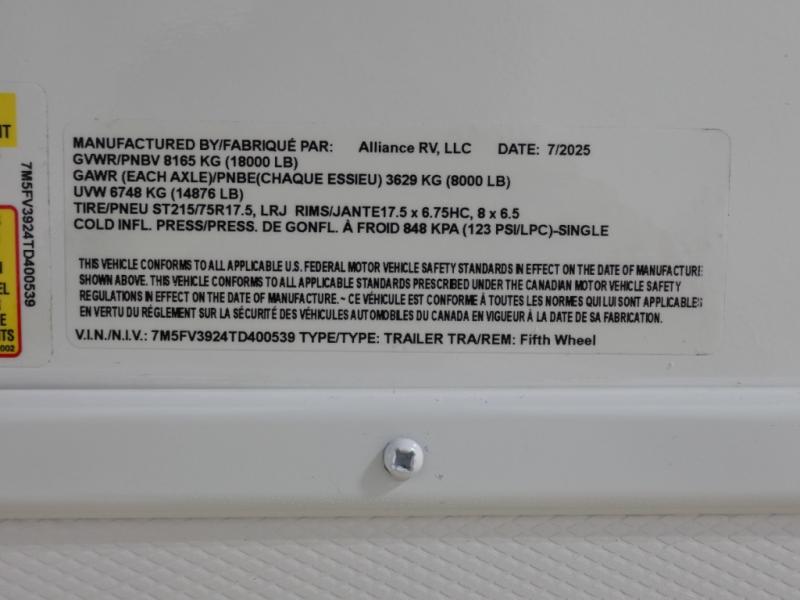 MANUFACTURED BY/FABRIQUÉ PAR: Alliance RV, LLC DATE: 7/2025
GVWR/PNBV 8165 KG (18000 LB)
GAWR (EACH AXLE)/PNBE(CHAQUE ESSIEU) 3629 KG (8000 LB)
UVW 6748 KG (14876 LB)
TIRE/PNEU ST215/75R17.5, LRJ RIMS/JANTE17.5 x 6.75HC, 8 x 6.5
COLD INFL. PRESS/PRESS. DE GONFL. À FROID 848 KPA (123 PSI/LPC)-SINGLE
THIS VEHICLE CONFORMS TO ALL APPLICABLE U.S. FEDERAL MOTOR VEHICLE SAFETY STANDARDS IN EFFECT ON THE DATE OF MANUFACTURE
SHOWN ABOVE. THIS VEHICLE CONFORMS TO ALL APPLICABLE STANDARDS PRESCRIBED UNDER THE CANADIAN MOTOR VEHICLE SAFETY
REGULATIONS IN EFFECT ON THE DATE OF MANUFACTURE.~ CE VÉHICULE EST CONFORME À TOUTES LES NORMES QUI LUI SONT APPLICABLES
EN VERTU DU RÉGLEMENT SUR LA SÉCURITÉ DES VÉHICULES AUTOMOBILES DU CANADA EN VIGUEUR À LA DATE DE SA FABRICATION.
V.I.N./N.I.V.: 7M5FV3924TD400539 TYPE/TYPE: TRAILER TRA/REM: Fifth Wheel
7M5FV3924TD400539
002